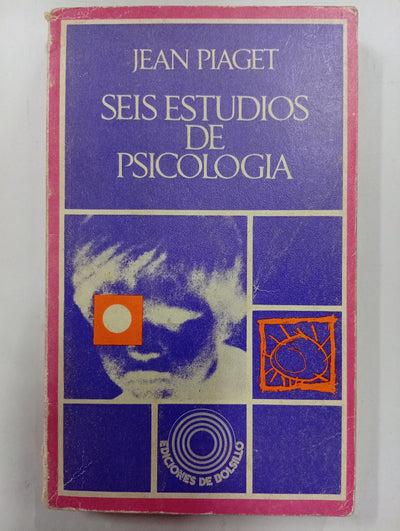 JEAN PIAGET
SEIS ESTUDIOS
DE
PSICOLOGIA
EDICIONES DE BOLSILLO